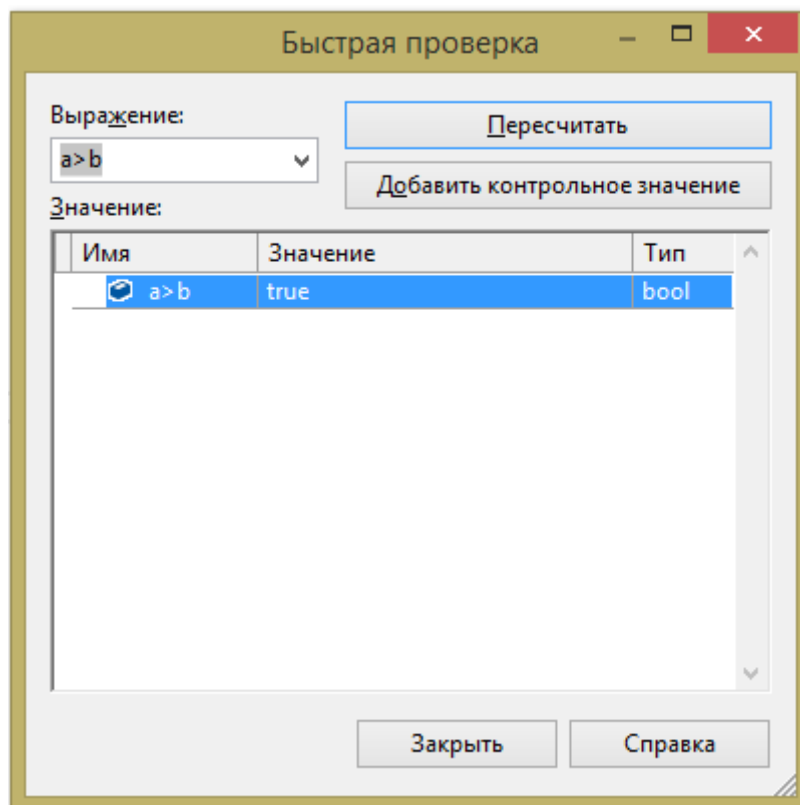 Быстрая проверка
Выражение:
a>b
Пересчитать
Добавить контрольное значение
Значение:
Имя Значение Тип
a>b true bool
Закрыть Справка